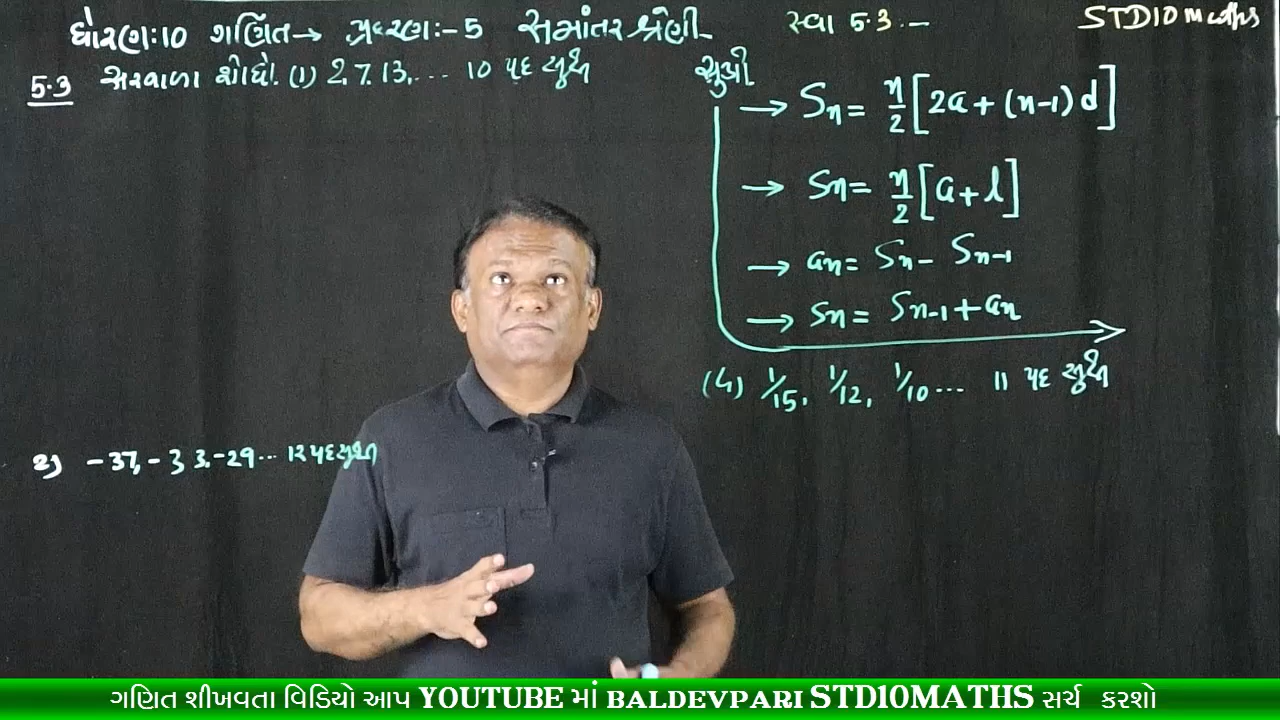 ધોરણ:10 ગણિત→ પ્રકરણ:-5 સમાંતર શ્રેણી
સ્વા 5.3 :-
STD10 Maths
5.3 સરવાળા શોધો. (1) 2, 7, 13, ... 10 પદ સુધી
સુત્રો
→ Sn = n/2 [2a + (n-1) d]
→ Sn = n/2 [a + l]
→ an = Sn - Sn-1
→ Sn = Sn-1 + an
(4) 1/15, 1/12, 1/10 ... 11 પદ સુધી
2) -37, -33, -29 ... 12 પદ સુધી
ગણિત શીખવતા વિડિયો આપ YOUTUBE માં BALDEVPARI STD10MATHS સર્ચ કરશો